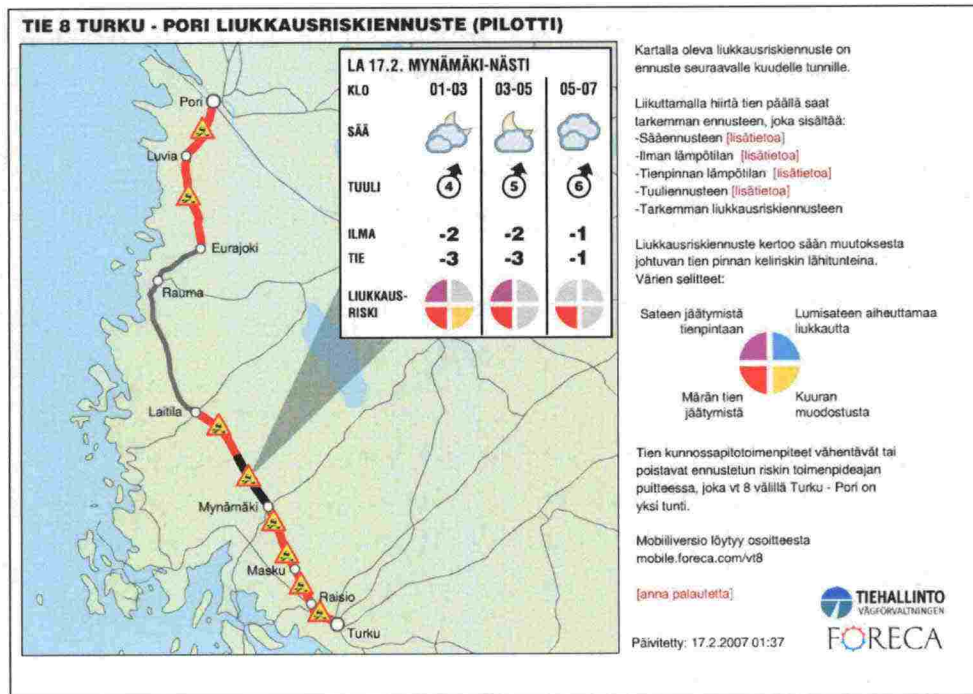 TIE 8 TURKU - PORI LIUKKAUSRISKIENNUSTE (PILOTTI)
LA 17.2. MYNÄMÄKI-NÄSTI
KLO 01-03 03-05 05-07
SÄÄ
TUULI 4 5 6
ILMA -2 -2 -1
TIE -3 -3 -1
LIUKKAUS-
RISKI
Pori
Luvia
Eurajoki
Rauma
Laitila
Mynämäki
Masku
Raisio
Turku
Kartalla oleva liukkausriskiennuste on
ennuste seuraavalle kuudelle tunnille.
Liikuttamalla hiirtä tien päällä saat
tarkemman ennusteen, joka sisältää:
-Sääennusteen [lisätietoa]
-Ilman lämpötilan [lisätietoa]
-Tienpinnan lämpötilan [lisätietoa]
-Tuuliennusteen [lisätietoa]
-Tarkemman liukkausriskiennusteen
Liukkausriskiennuste kertoo sään muutoksesta
johtuvan tien pinnan keliriskin lähitunteina.
Värien selitteet:
Sateen jäätymistä
tienpintaan
Lumisateen aiheuttamaa
liukkautta
Märän tien
jäätymistä
Kuuran
muodostusta
Tien kunnossapitotoimenpiteet vähentävät tai
poistavat ennustetun riskin toimenpideajan
puitteessa, joka vt 8 välillä Turku - Pori on
yksi tunti.
Mobiiliversio löytyy osoitteesta
mobile.foreca.com/vt8
[anna palautetta]
TIEHALLINTO
VÄGFÖRVALTNINGEN
Päivitetty: 17.2.2007 01:37
FORECA